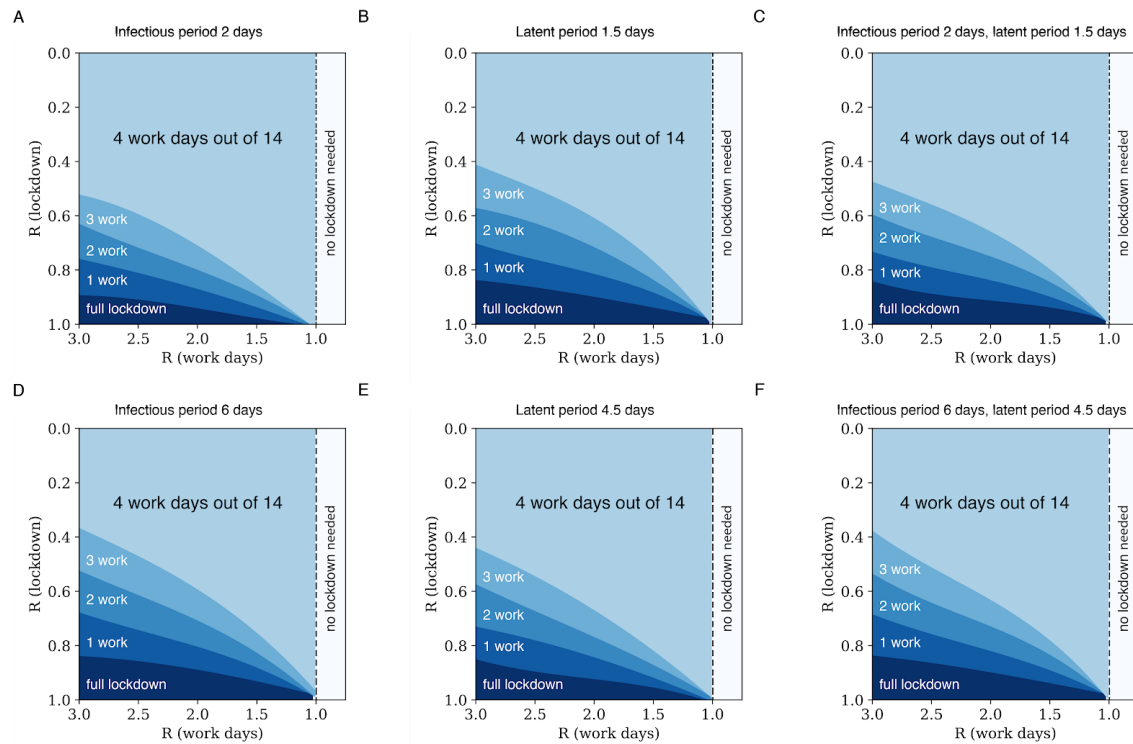 A
Infectious period 2 days
0.0
0.2
0.4
0.6
0.8
1.0
R (lockdown)
4 work days out of 14
3 work
2 work
1 work
full lockdown
no lockdown needed
3.0 2.5 2.0 1.5 1.0
R (work days)
B
Latent period 1.5 days
0.0
0.2
0.4
0.6
0.8
1.0
R (lockdown)
4 work days out of 14
3 work
2 work
1 work
full lockdown
no lockdown needed
3.0 2.5 2.0 1.5 1.0
R (work days)
C
Infectious period 2 days, latent period 1.5 days
0.0
0.2
0.4
0.6
0.8
1.0
R (lockdown)
4 work days out of 14
3 work
2 work
1 work
full lockdown
no lockdown needed
3.0 2.5 2.0 1.5 1.0
R (work days)
D
Infectious period 6 days
0.0
0.2
0.4
0.6
0.8
1.0
R (lockdown)
4 work days out of 14
3 work
2 work
1 work
full lockdown
no lockdown needed
3.0 2.5 2.0 1.5 1.0
R (work days)
E
Latent period 4.5 days
0.0
0.2
0.4
0.6
0.8
1.0
R (lockdown)
4 work days out of 14
3 work
2 work
1 work
full lockdown
no lockdown needed
3.0 2.5 2.0 1.5 1.0
R (work days)
F
Infectious period 6 days, latent period 4.5 days
0.0
0.2
0.4
0.6
0.8
1.0
R (lockdown)
4 work days out of 14
3 work
2 work
1 work
full lockdown
no lockdown needed
3.0 2.5 2.0 1.5 1.0
R (work days)